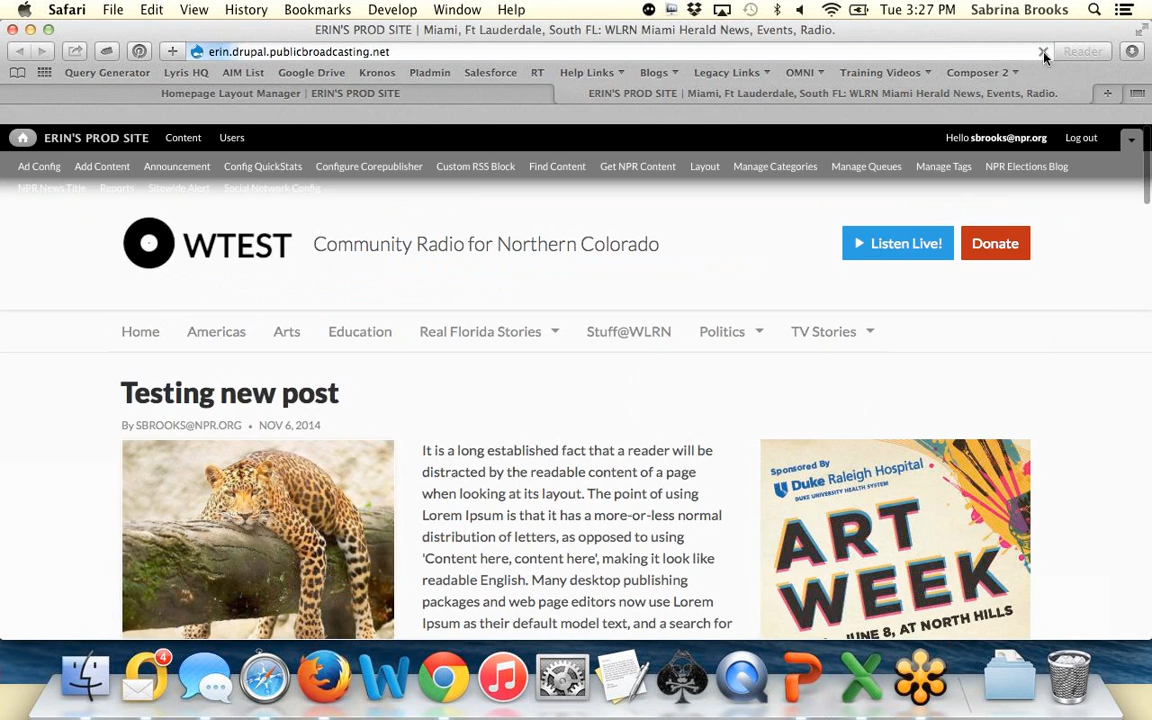 Safari File Edit View History Bookmarks Develop Window Help Tue 3:27 PM Sabrina Brooks
ERIN'S PROD SITE | Miami, Ft Lauderdale, South FL: WLRN Miami Herald News, Events, Radio.
erin.drupal.publicbroadcasting.net Reader
Query Generator Lyris HQ AIM List Google Drive Kronos Pladmin Salesforce RT Help Links Blogs Legacy Links OMNI Training Videos Composer 2
Homepage Layout Manager | ERIN'S PROD SITE ERIN'S PROD SITE | Miami, Ft Lauderdale, South FL: WLRN Miami Herald News, Events, Radio.
ERIN'S PROD SITE Content Users Hello sbrooks@npr.org Log out
Ad Config Add Content Announcement Config QuickStats Configure Corepublisher Custom RSS Block Find Content Get NPR Content Layout Manage Categories Manage Queues Manage Tags NPR Elections Blog
NPR News Title Reports Sitewide Alert Social Network Config
WTEST Community Radio for Northern Colorado Listen Live! Donate
Home Americas Arts Education Real Florida Stories Stuff@WLRN Politics TV Stories
Testing new post
By SBROOKS@NPR.ORG • NOV 6, 2014
It is a long established fact that a reader will be
distracted by the readable content of a page
when looking at its layout. The point of using
Lorem Ipsum is that it has a more-or-less normal
distribution of letters, as opposed to using
'Content here, content here', making it look like
readable English. Many desktop publishing
packages and web page editors now use Lorem
Ipsum as their default model text, and a search for
Sponsored By
Duke Raleigh Hospital
DUKE UNIVERSITY HEALTH SYSTEM
ART
WEEK
JUNE 8, AT NORTH HILLS
4